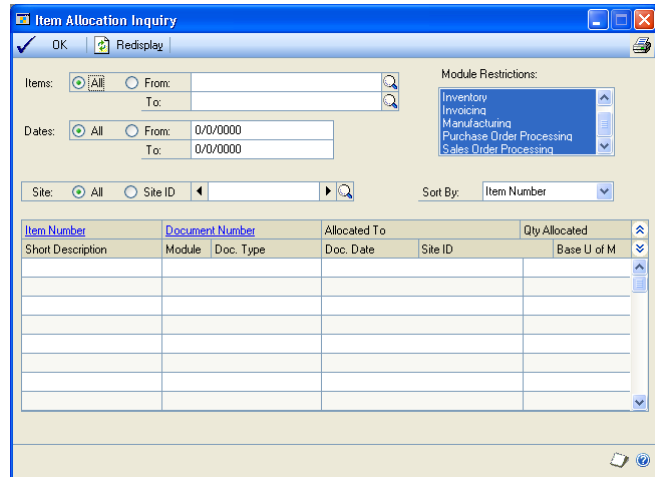 Item Allocation Inquiry
OK Redisplay
Items: All From:
To:
Module Restrictions:
Inventory
Invoicing
Manufacturing
Purchase Order Processing
Sales Order Processing
Dates: All From: 0/0/0000
To: 0/0/0000
Site: All Site ID
Sort By: Item Number
Item Number Document Number Allocated To Qty Allocated
Short Description Module Doc. Type Doc. Date Site ID Base U of M